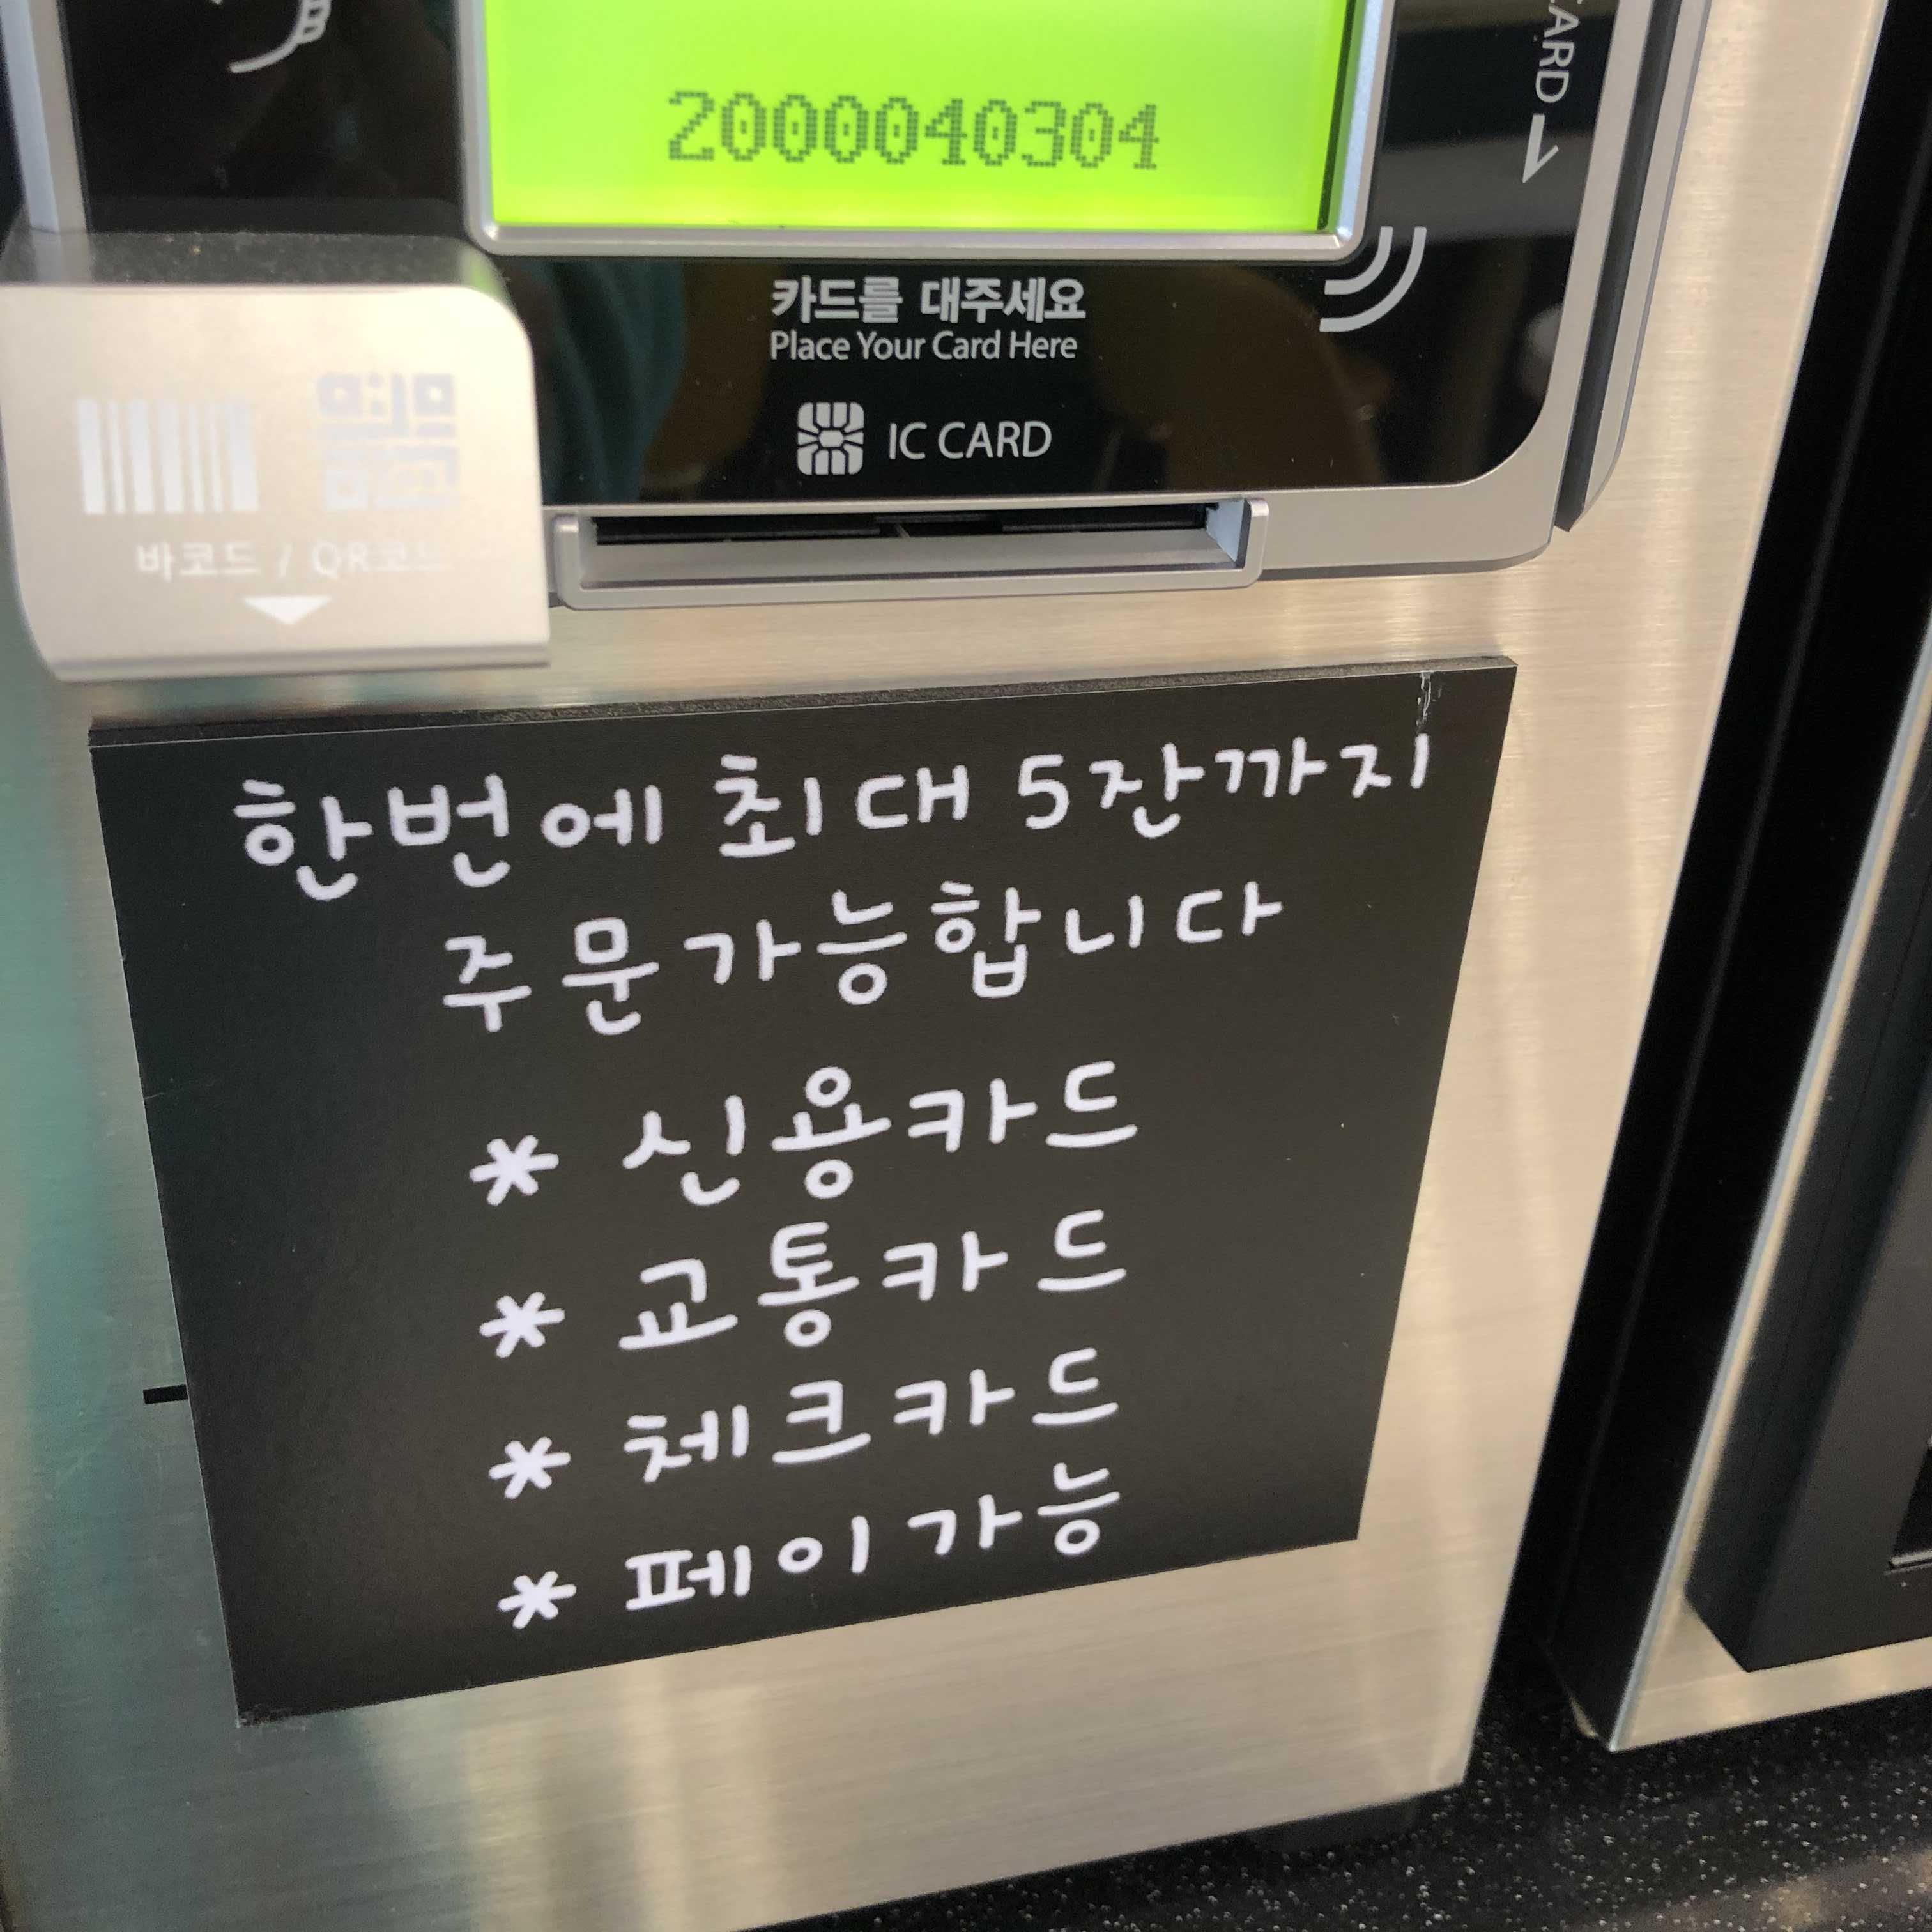 2000040304
CARD
카드를 대주세요
Place Your Card Here
IC CARD
바코드 / QR코드
한번에 최대 5잔까지
주문가능합니다
* 신용카드
* 교통카드
* 체크카드
* 페이가능